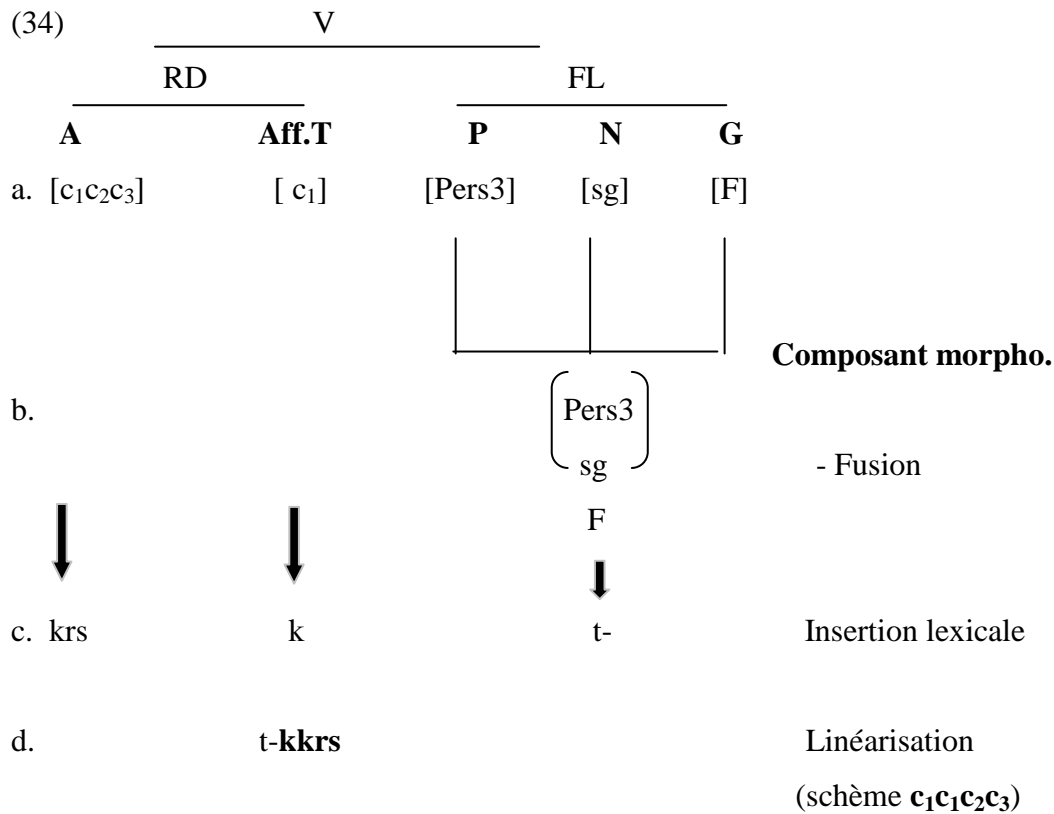 (34) V
RD FL
A Aff.T P N G
a. [c₁c₂c₃] [ c₁] [Pers3] [sg] [F]
Composant morpho.
b. Pers3
sg - Fusion
F
c. krs k t- Insertion lexicale
d. t-kkrs Linéarisation
(schème c₁c₁c₂c₃)